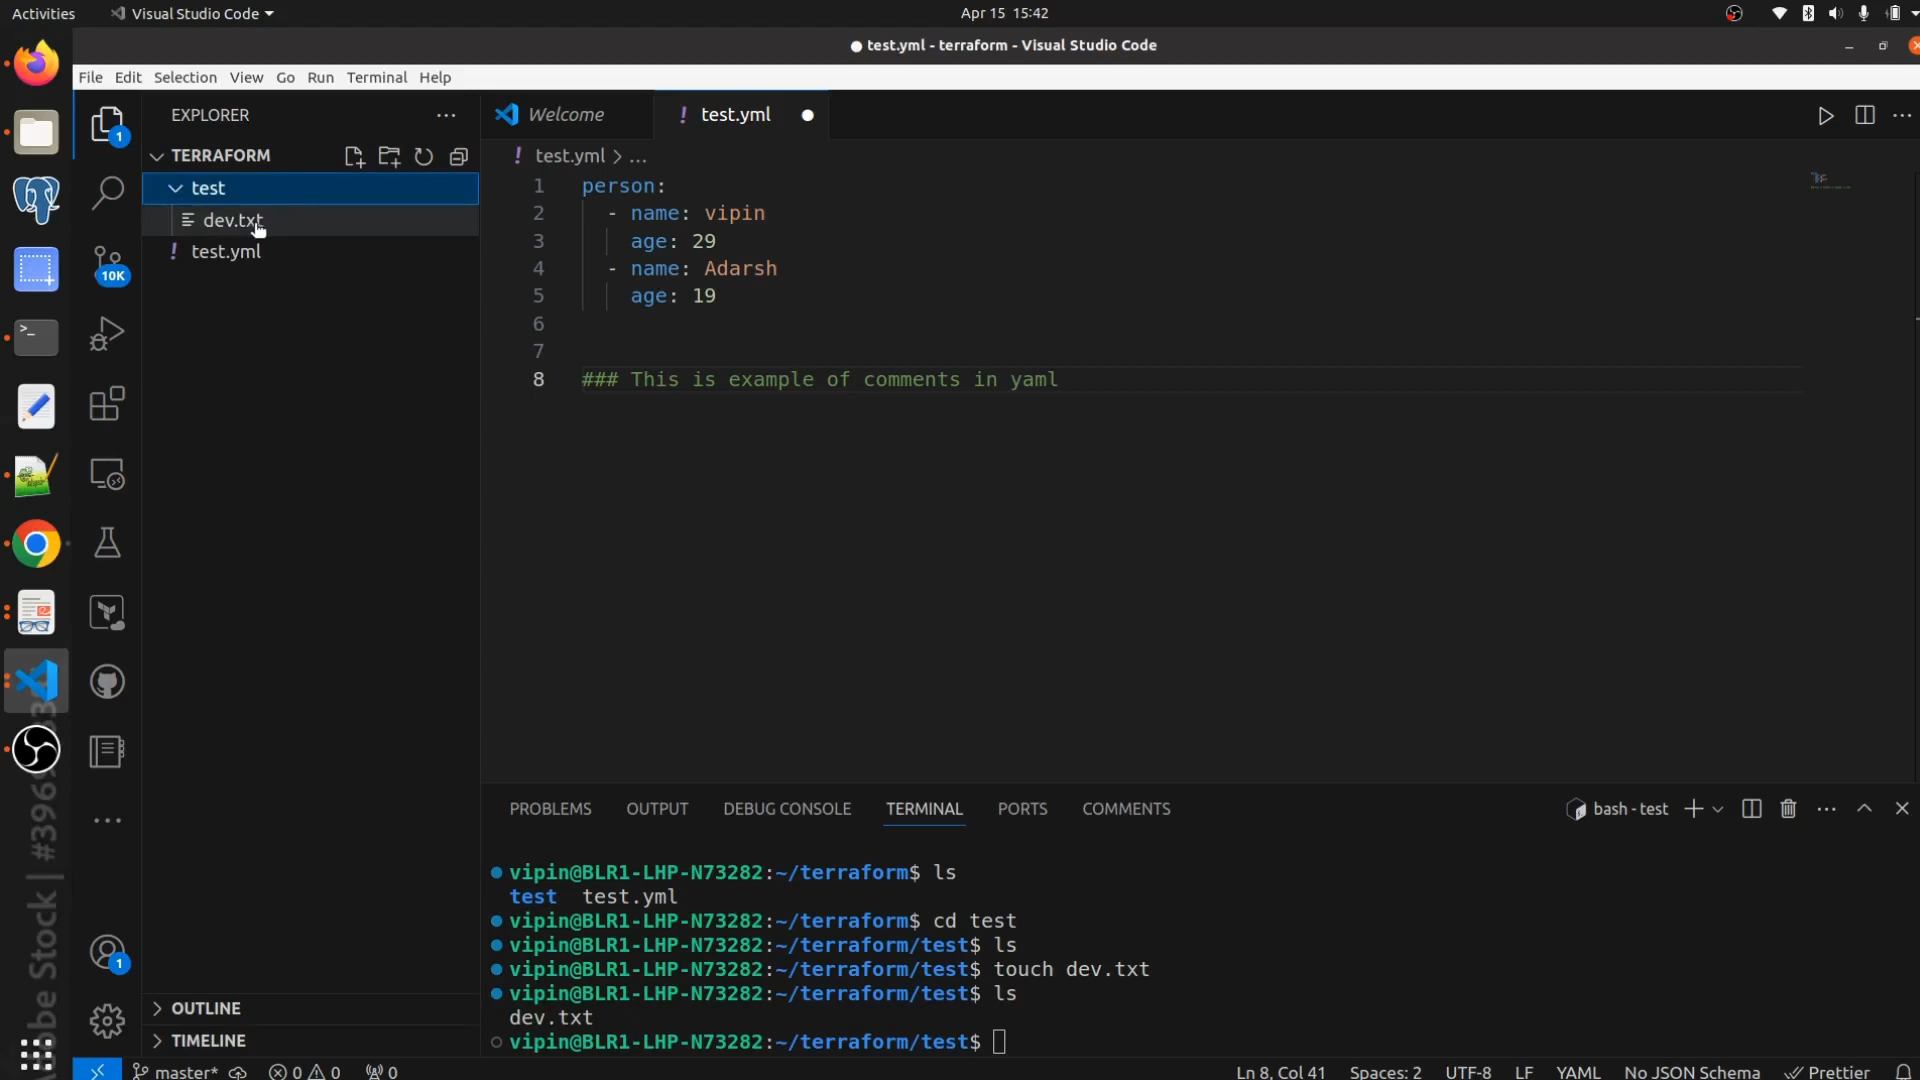 Activities
Visual Studio Code
Apr 15 15:42
● test.yml - terraform - Visual Studio Code
File Edit Selection View Go Run Terminal Help
EXPLORER
Welcome
! test.yml
TERRAFORM
! test.yml > ...
test
dev.txt
! test.yml
1 person:
2 - name: vipin
3 age: 29
4 - name: Adarsh
5 age: 19
6
7
8 ### This is example of comments in yaml
1
10K
1
PROBLEMS OUTPUT DEBUG CONSOLE TERMINAL PORTS COMMENTS
bash - test
vipin@BLR1-LHP-N73282:~/terraform$ ls
test test.yml
vipin@BLR1-LHP-N73282:~/terraform$ cd test
vipin@BLR1-LHP-N73282:~/terraform/test$ ls
vipin@BLR1-LHP-N73282:~/terraform/test$ touch dev.txt
vipin@BLR1-LHP-N73282:~/terraform/test$ ls
dev.txt
vipin@BLR1-LHP-N73282:~/terraform/test$
OUTLINE
TIMELINE
master* 0 0 0
Ln 8, Col 41 Spaces: 2 UTF-8 LF YAML No JSON Schema Prettier